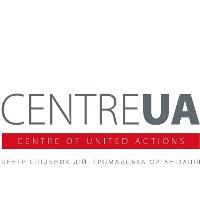 CENTREUA
CENTRE OF UNITED ACTIONS
ЦЕНТР СПІЛЬНИХ ДІЙ. ГРОМАДСЬКА ОРГАНІЗАЦІЯ